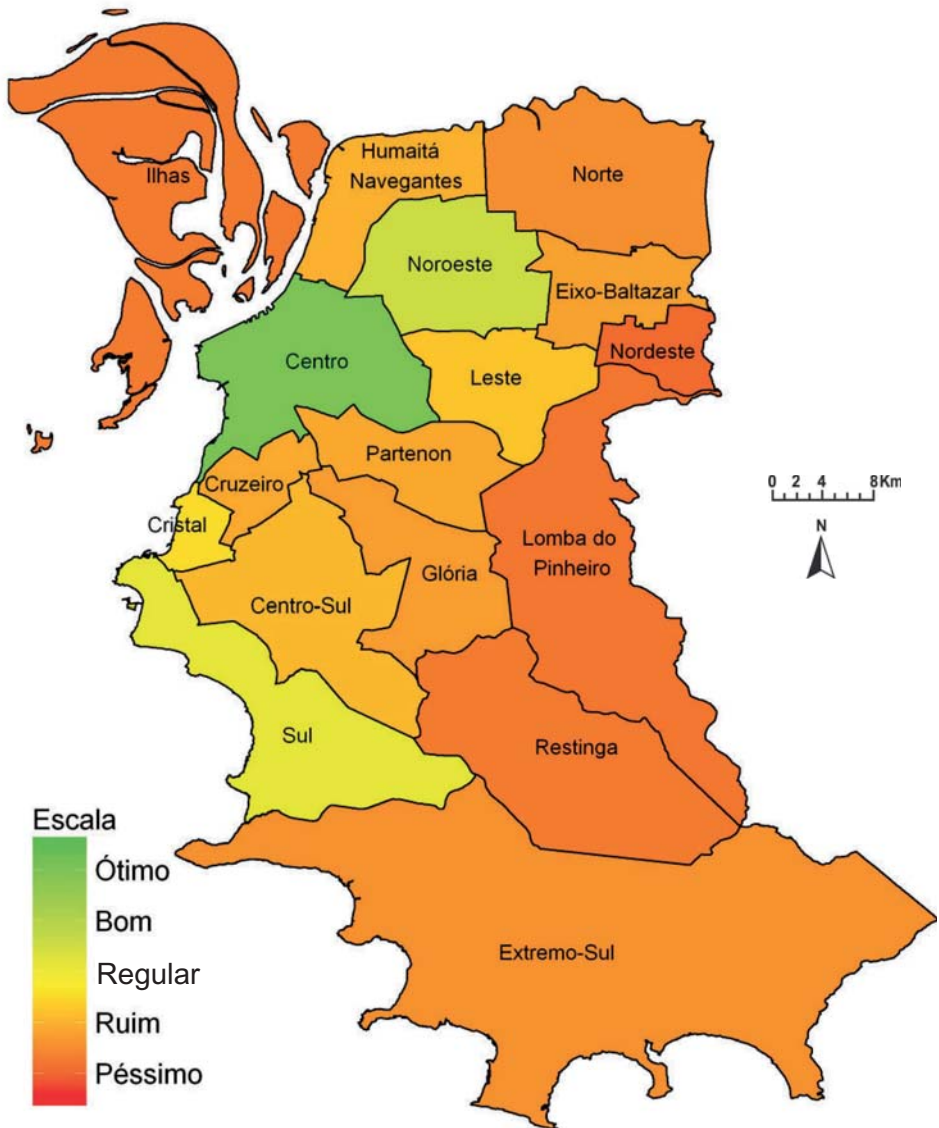 Ilhas
Humaitá
Navegantes
Norte
Noroeste
Eixo-Baltazar
Nordeste
Centro
Leste
Partenon
Cruzeiro
Cristal
Lomba do
Pinheiro
Glória
Centro-Sul
Sul
Restinga
Extremo-Sul
0 2 4 8Km
N
Escala
Ótimo
Bom
Regular
Ruim
Péssimo